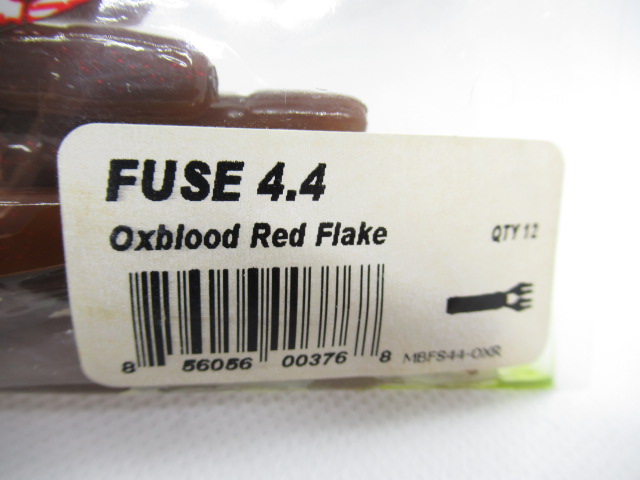 FUSE 4.4
Oxblood Red Flake
QTY 12
8 56056 00376 8
MBFS44-OXR